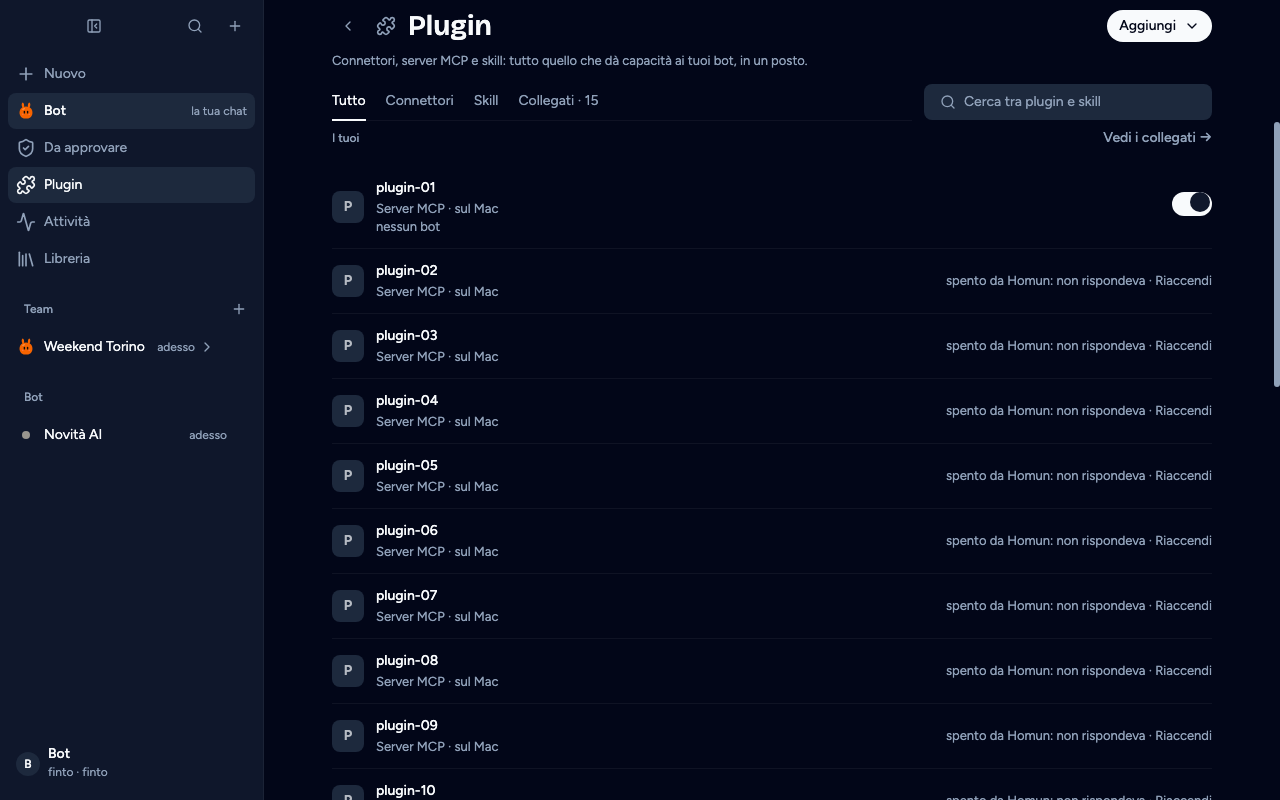 Plugin
Aggiungi
Connettori, server MCP e skill: tutto quello che dà capacità ai tuoi bot, in un posto.
Tutto
Connettori
Skill
Collegati · 15
Cerca tra plugin e skill
I tuoi
Vedi i collegati →
Nuovo
Bot
la tua chat
Da approvare
Plugin
Attività
Libreria
Team
Weekend Torino
adesso
Bot
Novità AI
adesso
B
Bot
finto · finto
P
plugin-01
Server MCP · sul Mac
nessun bot
P
plugin-02
Server MCP · sul Mac
spento da Homun: non rispondeva · Riaccendi
P
plugin-03
Server MCP · sul Mac
spento da Homun: non rispondeva · Riaccendi
P
plugin-04
Server MCP · sul Mac
spento da Homun: non rispondeva · Riaccendi
P
plugin-05
Server MCP · sul Mac
spento da Homun: non rispondeva · Riaccendi
P
plugin-06
Server MCP · sul Mac
spento da Homun: non rispondeva · Riaccendi
P
plugin-07
Server MCP · sul Mac
spento da Homun: non rispondeva · Riaccendi
P
plugin-08
Server MCP · sul Mac
spento da Homun: non rispondeva · Riaccendi
P
plugin-09
Server MCP · sul Mac
spento da Homun: non rispondeva · Riaccendi
P
plugin-10
spento da Homun: non rispondeva · Riaccendi